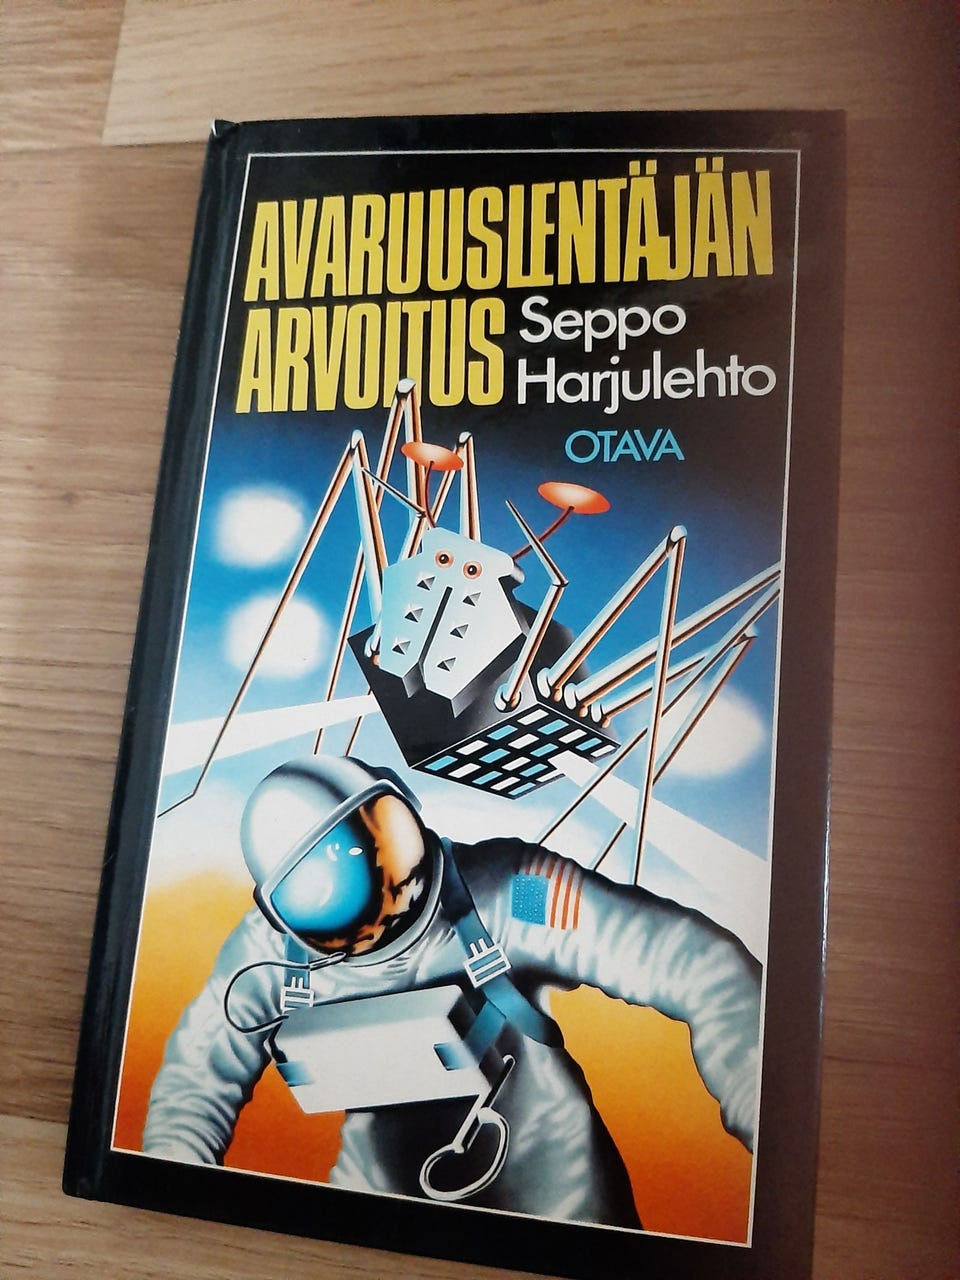 AVARUUSLENTÄJÄN
ARVOITUS
Seppo
Harjulehto
OTAVA